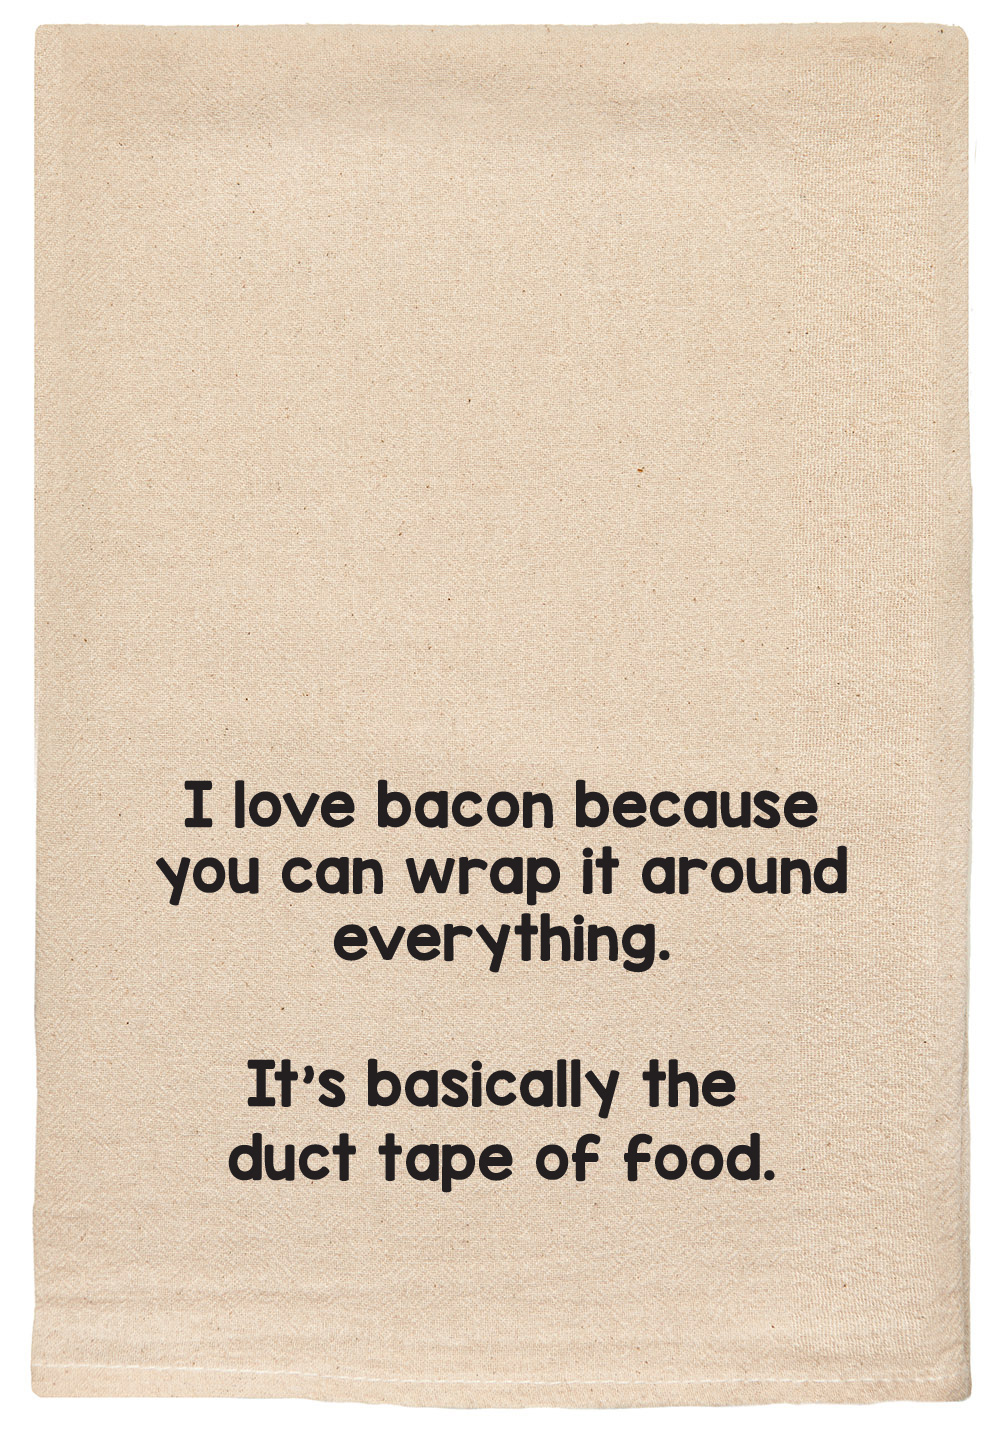 I love bacon because
you can wrap it around
everything.
It's basically the
duct tape of food.